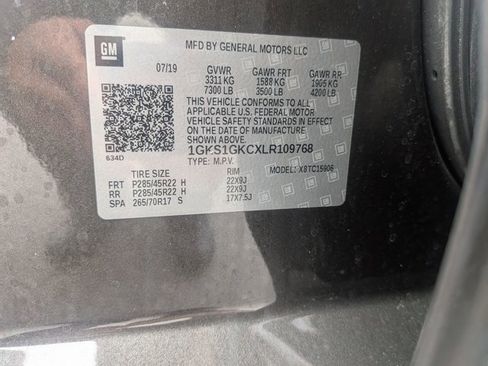 GM
MFD BY GENERAL MOTORS LLC
07/19 GVWR GAWR FRT GAWR RR
3311 KG 1588 KG 1905 KG
7300 LB 3500 LB 4200 LB
THIS VEHICLE CONFORMS TO ALL
APPLICABLE U.S. FEDERAL MOTOR
VEHICLE SAFETY STANDARDS IN EFFECT
ON THE DATE OF MANUFACTURE
SHOWN ABOVE.
1GKS1GKCXLR109768
634D TYPE: M.P.V. MODEL: X8TC15906
TIRE SIZE RIM
FRT P285/45R22 H 22X9J
RR P285/45R22 H 22X9J
SPA 265/70R17 S 17X7.5J